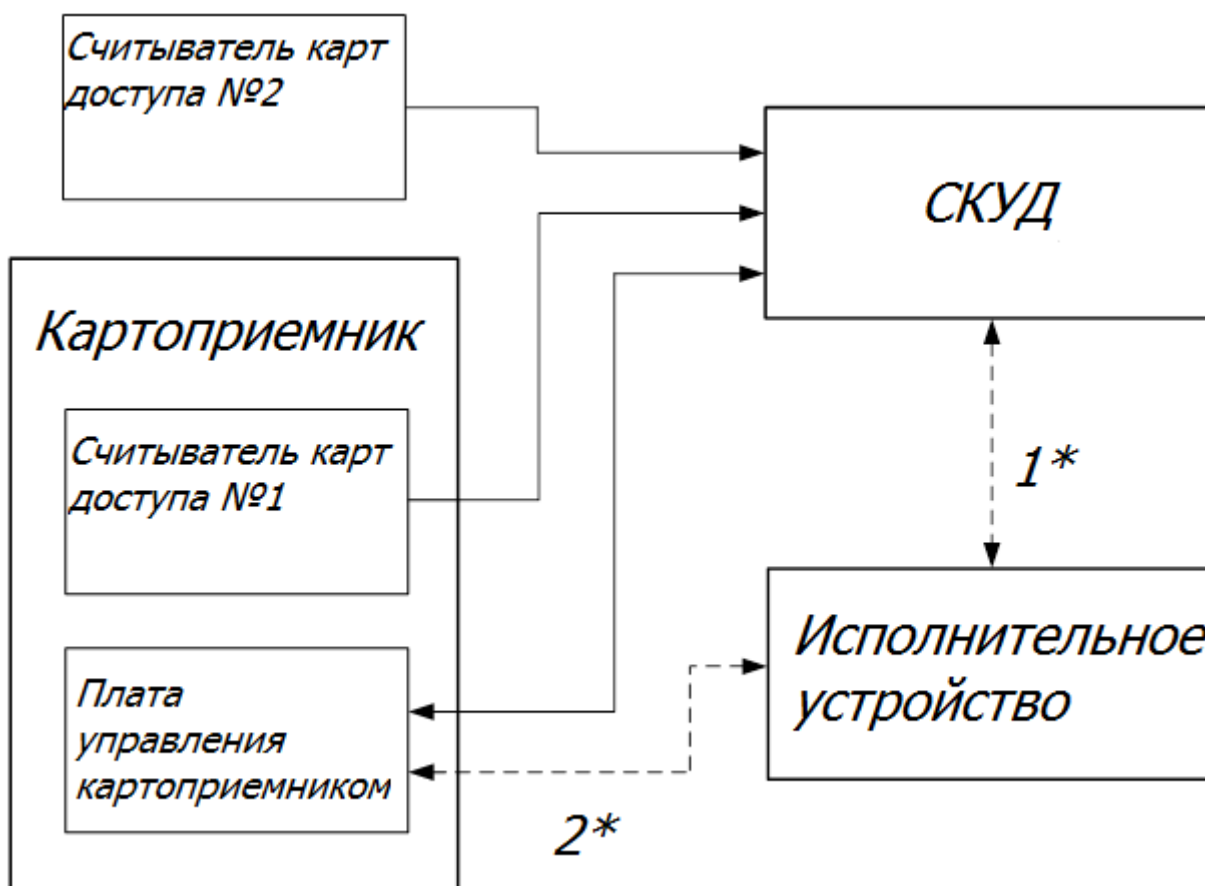 Считыватель карт
доступа №2
СКУД
Картоприемник
Считыватель карт
доступа №1
1*
Исполнительное
устройство
Плата
управления
картоприемником
2*